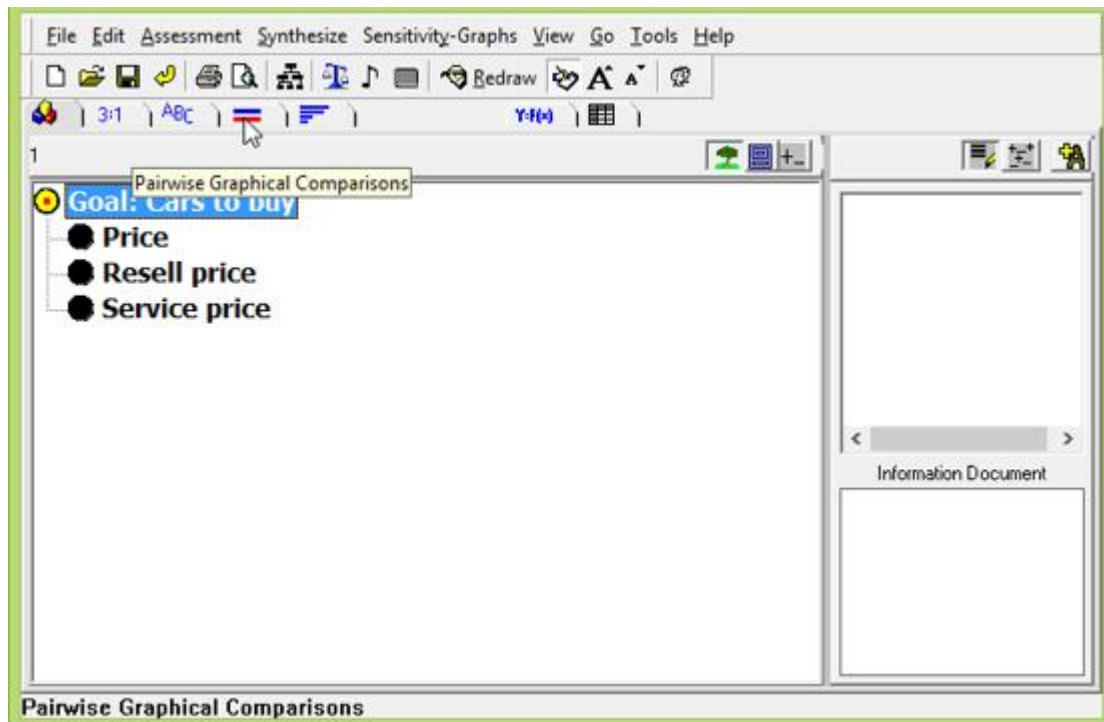 File Edit Assessment Synthesize Sensitivity-Graphs View Go Tools Help
Redraw A A
3:1 ABC Y:F(x)
1
Pairwise Graphical Comparisons
Goal: Cars to buy
Price
Resell price
Service price
Information Document
Pairwise Graphical Comparisons